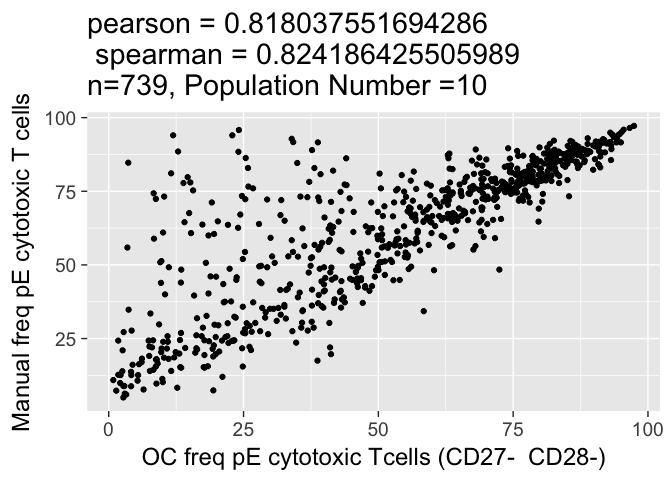 pearson = 0.818037551694286
spearman = 0.824186425505989
n=739, Population Number =10
Manual freq pE cytotoxic T cells
100
75
50
25
0
25
50
75
100
OC freq pE cytotoxic Tcells (CD27-  CD28-)